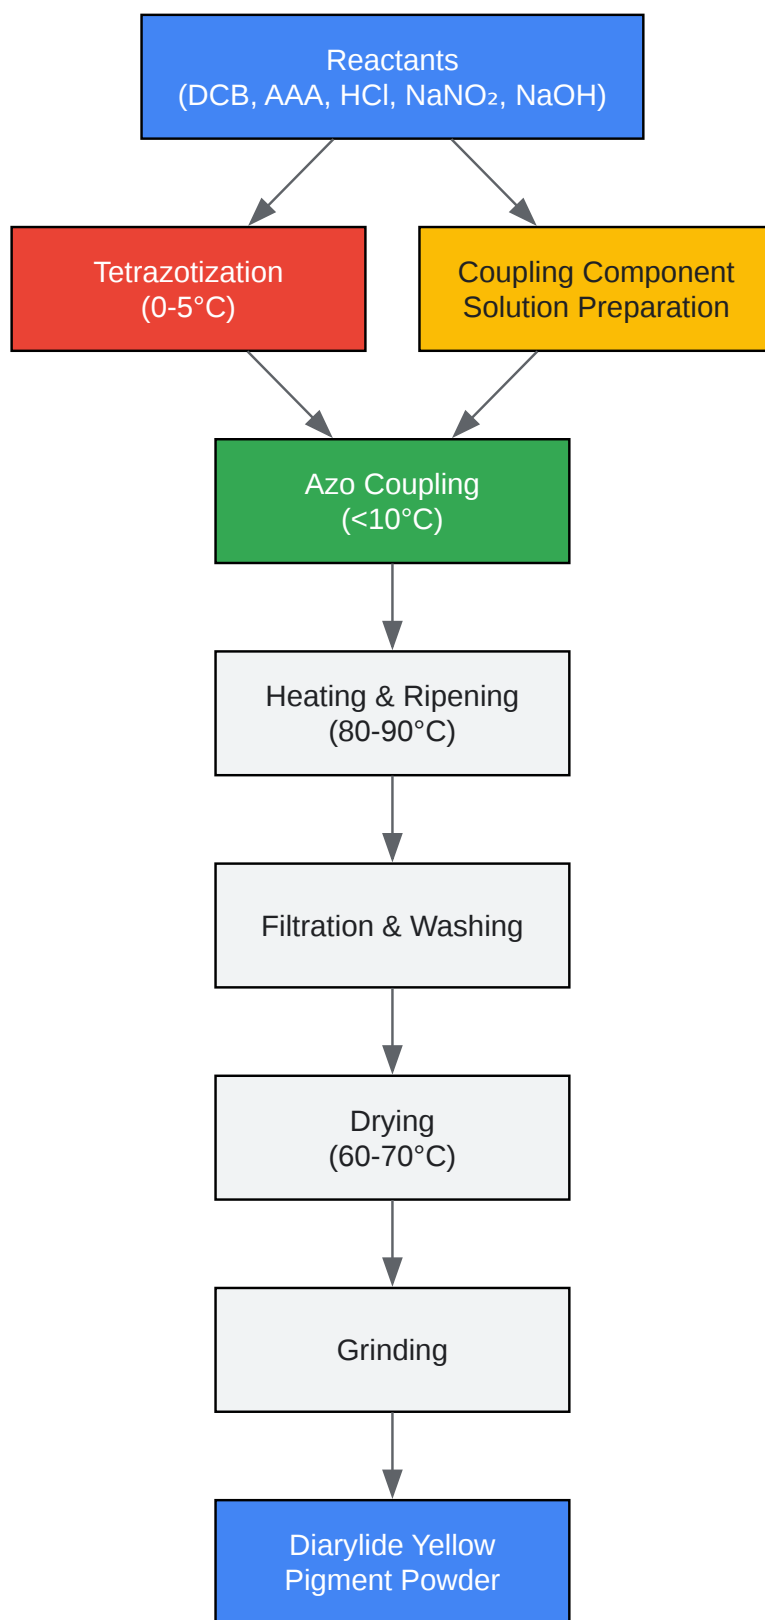 Reactants
(DCB, AAA, HCl, NaNO₂, NaOH)
Tetrazotization
(0-5°C)
Coupling Component
Solution Preparation
Azo Coupling
(<10°C)
Heating & Ripening
(80-90°C)
Filtration & Washing
Drying
(60-70°C)
Grinding
Diarylide Yellow
Pigment Powder